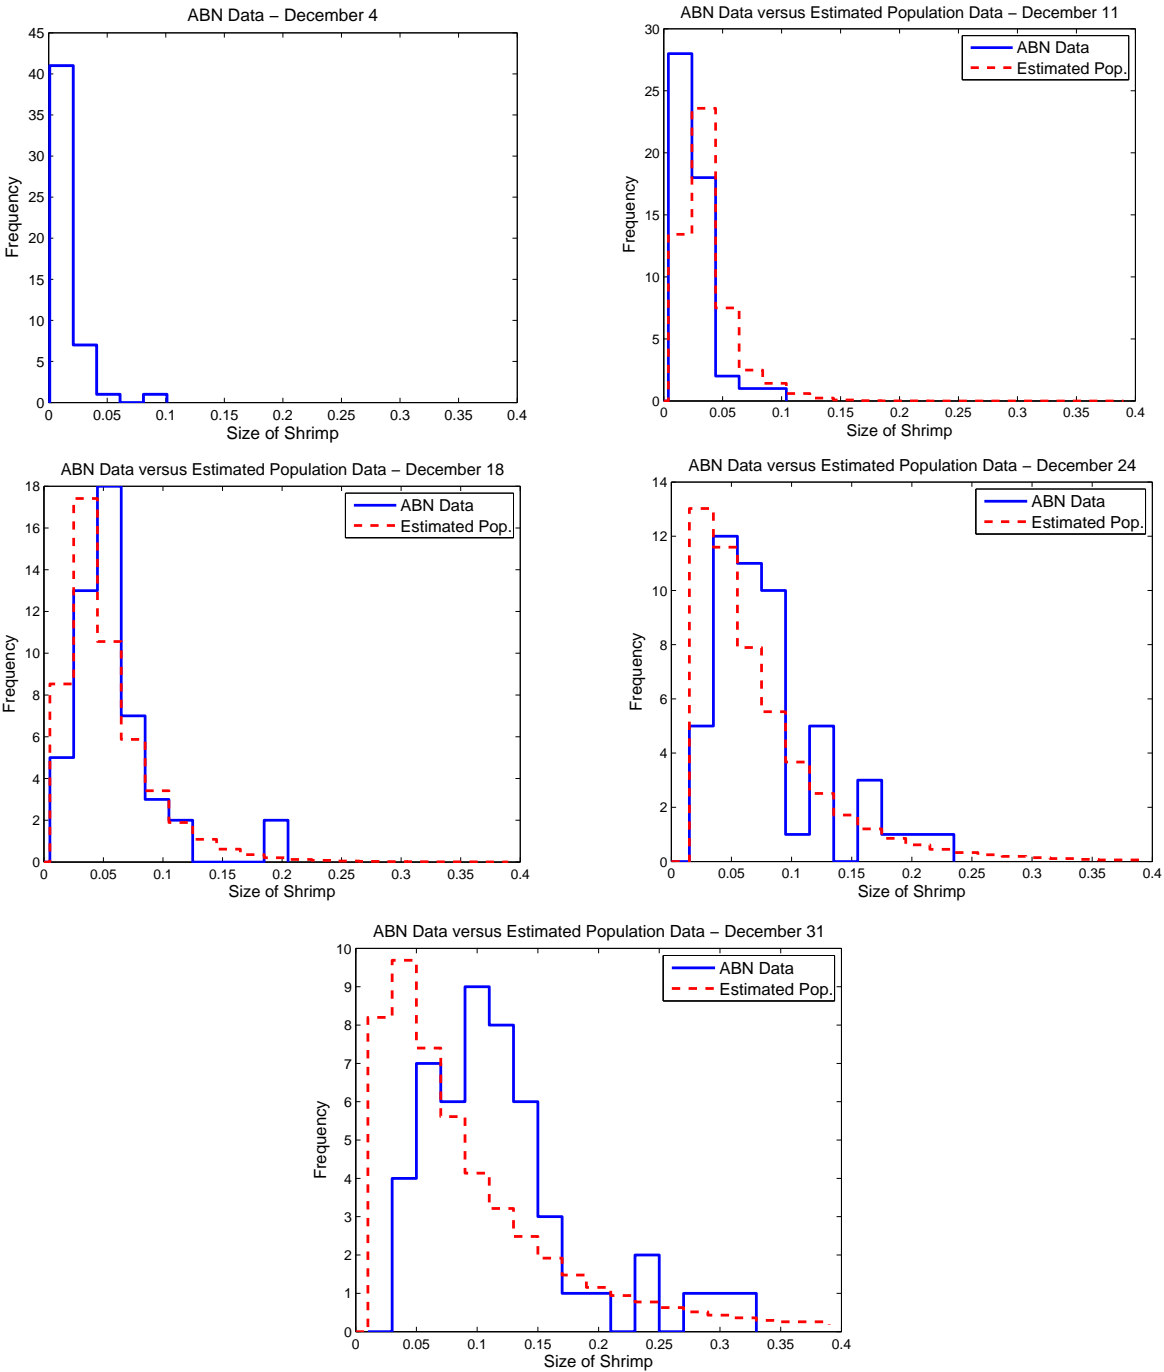 ABN Data – December 4
45
40
35
30
25
20
15
10
5
0
Frequency
0 0.05 0.1 0.15 0.2 0.25 0.3 0.35 0.4
Size of Shrimp
ABN Data versus Estimated Population Data – December 11
ABN Data
Estimated Pop.
30
25
20
15
10
5
0
Frequency
0 0.05 0.1 0.15 0.2 0.25 0.3 0.35 0.4
Size of Shrimp
ABN Data versus Estimated Population Data – December 18
ABN Data
Estimated Pop.
18
16
14
12
10
8
6
4
2
0
Frequency
0 0.05 0.1 0.15 0.2 0.25 0.3 0.35 0.4
Size of Shrimp
ABN Data versus Estimated Population Data – December 24
ABN Data
Estimated Pop.
14
12
10
8
6
4
2
0
Frequency
0 0.05 0.1 0.15 0.2 0.25 0.3 0.35 0.4
Size of Shrimp
ABN Data versus Estimated Population Data – December 31
ABN Data
Estimated Pop.
10
9
8
7
6
5
4
3
2
1
0
Frequency
0 0.05 0.1 0.15 0.2 0.25 0.3 0.35 0.4
Size of Shrimp